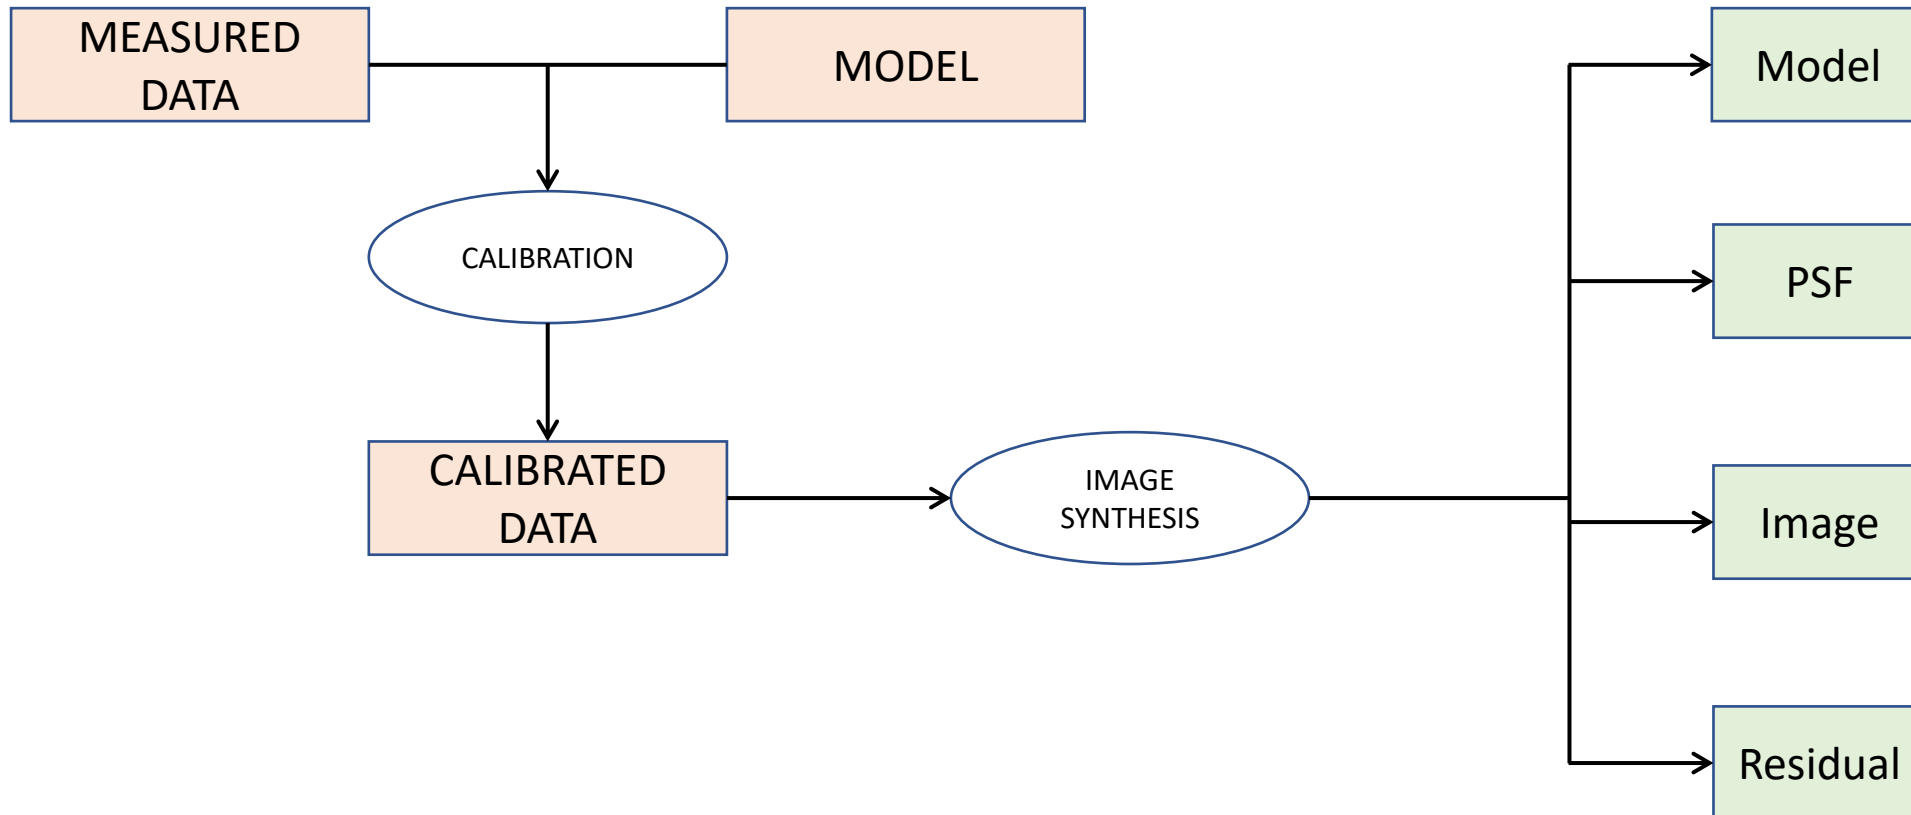 MEASURED
DATA
MODEL
Model
CALIBRATION
PSF
CALIBRATED
DATA
IMAGE
SYNTHESIS
Image
Residual